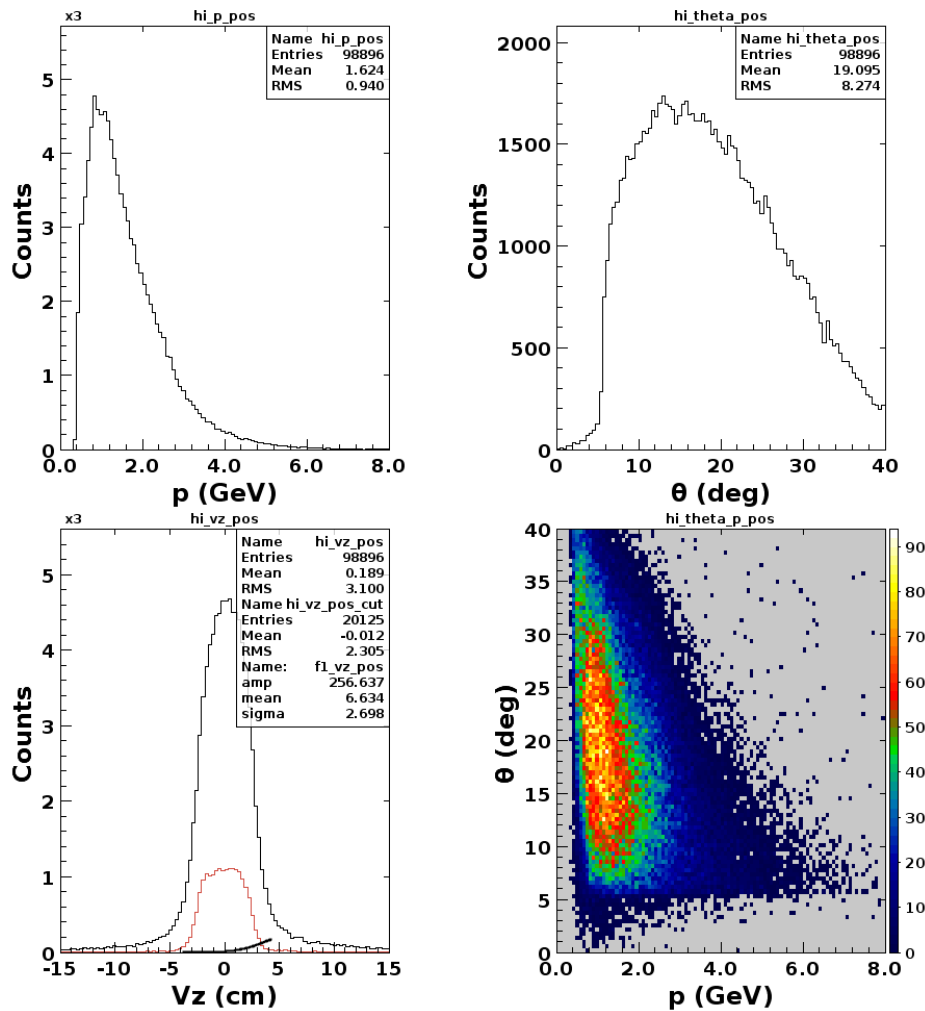 x3 hi_p_pos
Name hi_p_pos
Entries 98896
Mean 1.624
RMS 0.940
5
4
3
2
1
0
Counts
0.0 2.0 4.0 6.0 8.0
p (GeV)
hi_theta_pos
Name hi_theta_pos
Entries 98896
Mean 19.095
RMS 8.274
2000
1500
1000
500
0
Counts
0 10 20 30 40
θ (deg)
x3 hi_vz_pos
Name hi_vz_pos
Entries 98896
Mean 0.189
RMS 3.100
Name hi_vz_pos_cut
Entries 20125
Mean -0.012
RMS 2.305
Name: f1_vz_pos
amp 256.637
mean 6.634
sigma 2.698
5
4
3
2
1
0
Counts
-15 -10 -5 0 5 10 15
Vz (cm)
hi_theta_p_pos
40
35
30
25
20
15
10
5
0
θ (deg)
0.0 2.0 4.0 6.0 8.0
p (GeV)
90
80
70
60
50
40
30
20
10
0